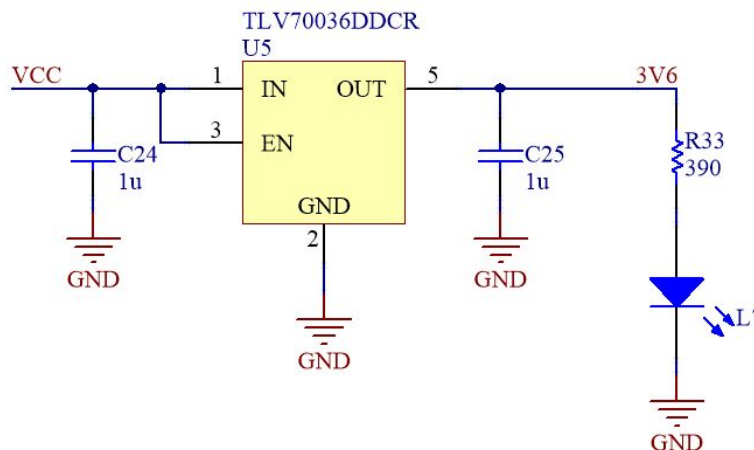 TLV70036DDCR
U5
VCC
1
IN
OUT
5
3V6
3
EN
C24
1u
C25
1u
R33
390
GND
2
GND
GND
GND
GND